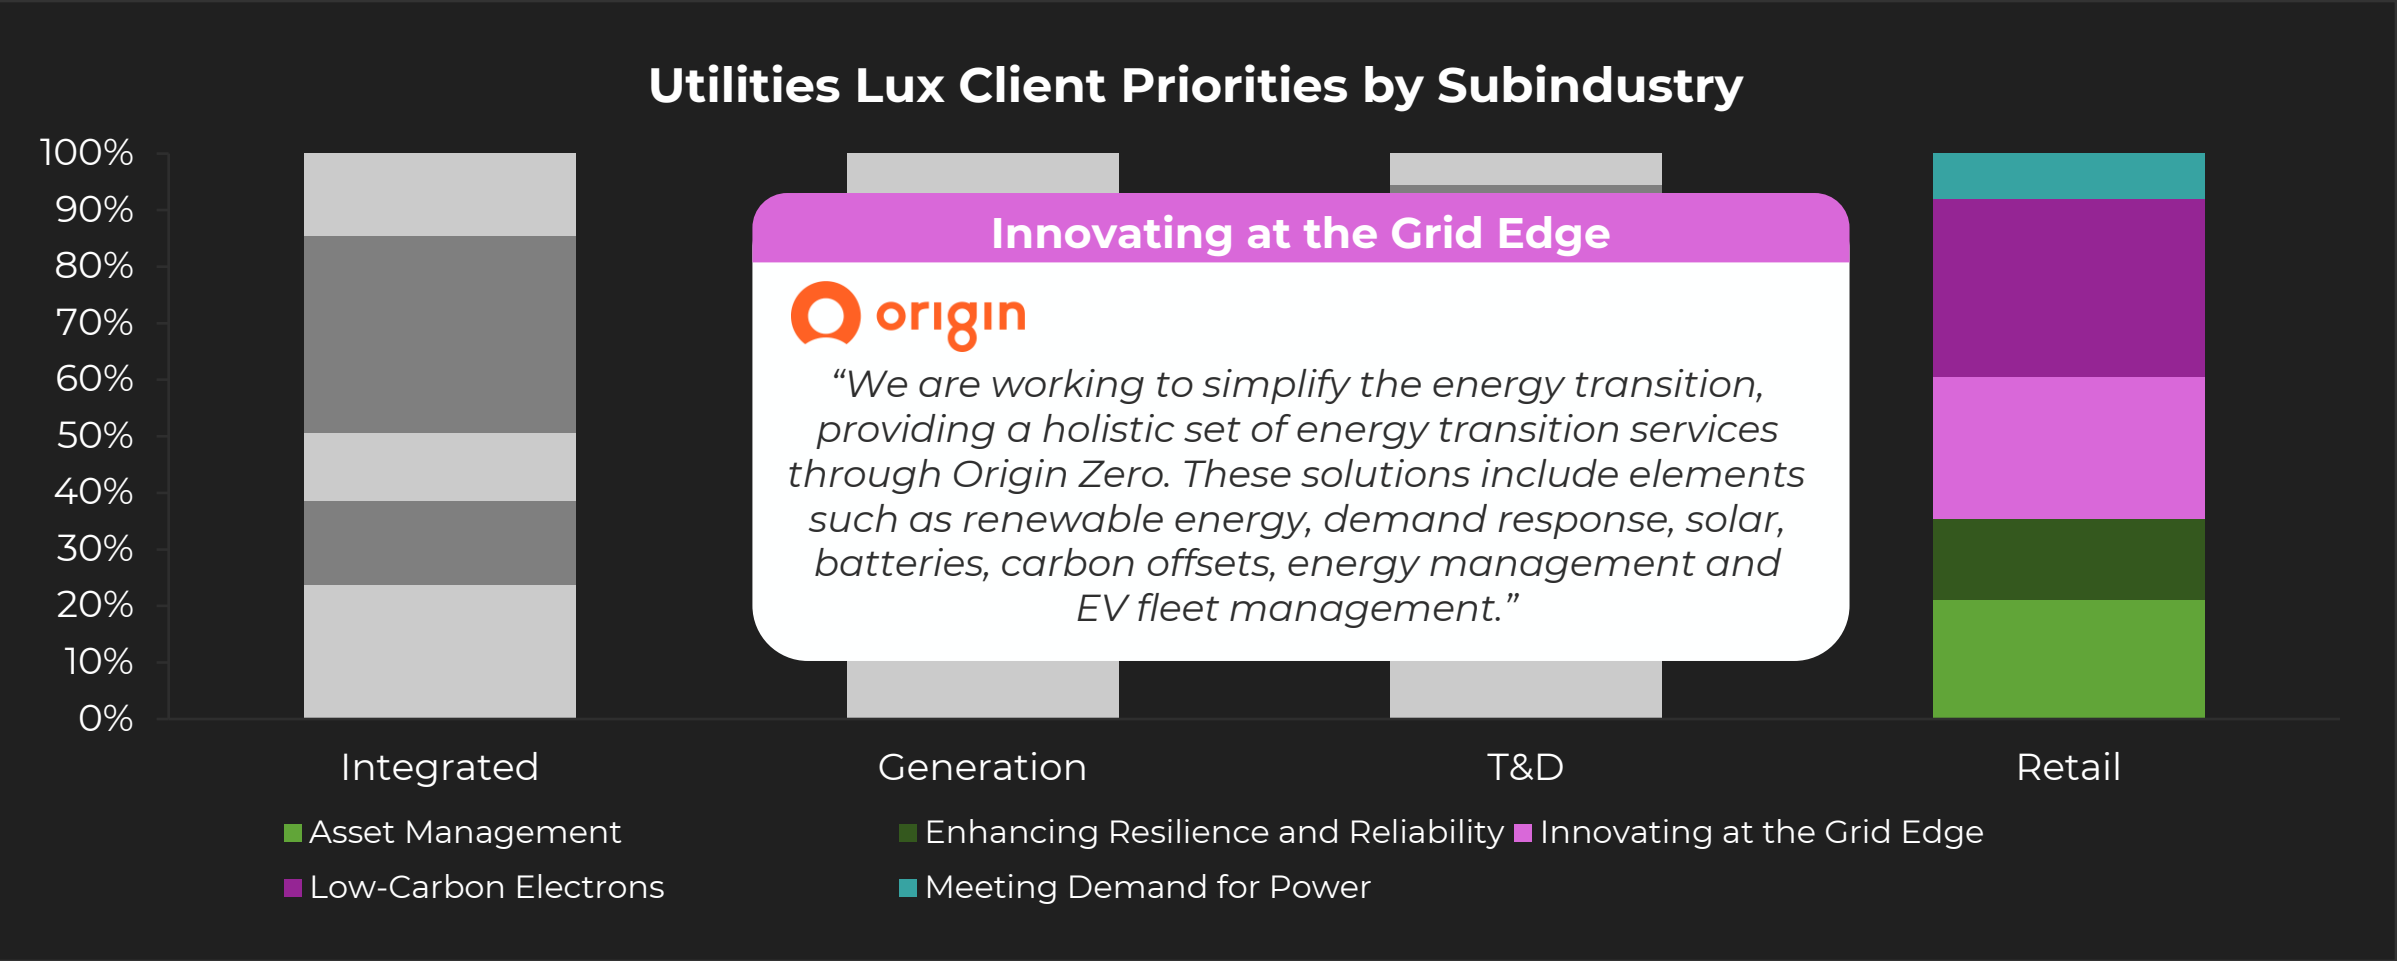 Utilities Lux Client Priorities by Subindustry
100%
90%
80%
70%
60%
50%
40%
30%
20%
10%
0%
Innovating at the Grid Edge
origin
“We are working to simplify the energy transition,
providing a holistic set of energy transition services
through Origin Zero. These solutions include elements
such as renewable energy, demand response, solar,
batteries, carbon offsets, energy management and
EV fleet management.”
Integrated
Generation
T&D
Retail
Asset Management
Enhancing Resilience and Reliability
Innovating at the Grid Edge
Low-Carbon Electrons
Meeting Demand for Power